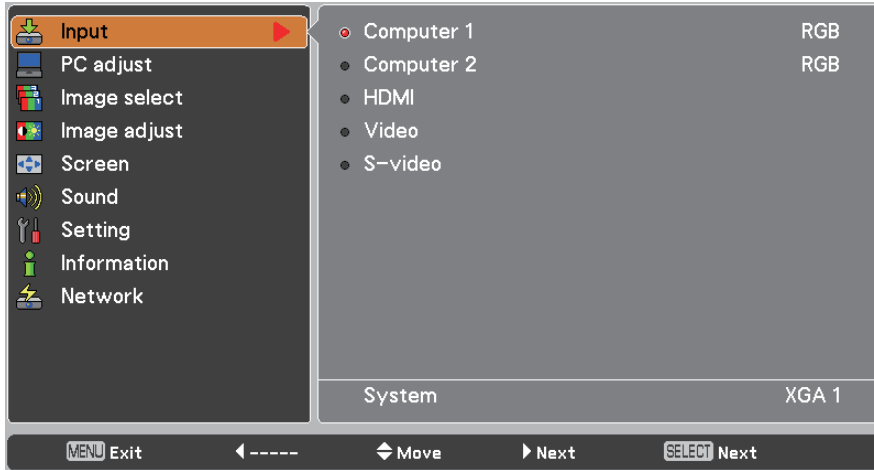 Input
PC adjust
Image select
Image adjust
Screen
Sound
Setting
Information
Network
Computer 1 RGB
Computer 2 RGB
HDMI
Video
S-video
System XGA 1
MENU Exit ----- Move Next SELECT Next